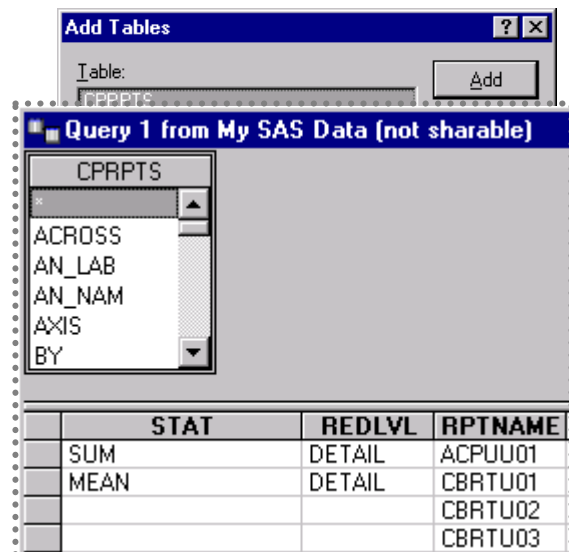 Add Tables
Table:
Add
CPRPTS
Query 1 from My SAS Data (not sharable)
CPRPTS
*
ACROSS
AN_LAB
AN_NAM
AXIS
BY
STAT REDLVL RPTNAME
SUM DETAIL ACPUU01
MEAN DETAIL CBRTU01
CBRTU02
CBRTU03